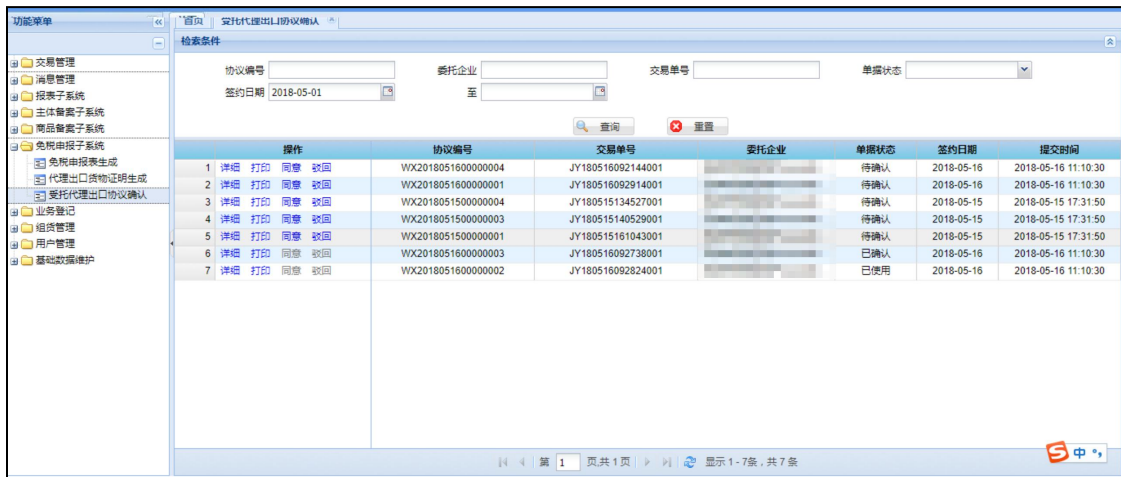 功能菜单
首页 受托代理出口协议确认
检索条件
交易管理
消息管理
报表子系统
主体备案子系统
商品备案子系统
免税申报子系统
免税申报表生成
代理出口货物证明生成
受托代理出口协议确认
业务登记
组货管理
用户管理
基础数据维护
协议编号 委托企业 交易单号 单据状态
签约日期 2018-05-01 至
查询 重置
操作 协议编号 交易单号 委托企业 单据状态 签约日期 提交时间
1 详细 打印 同意 驳回 WX2018051600000004 JY180516092144001 待确认 2018-05-16 2018-05-16 11:10:30
2 详细 打印 同意 驳回 WX2018051600000001 JY180516092914001 待确认 2018-05-16 2018-05-16 11:10:30
3 详细 打印 同意 驳回 WX2018051500000004 JY180515134527001 待确认 2018-05-15 2018-05-15 17:31:50
4 详细 打印 同意 驳回 WX2018051500000003 JY180515140529001 待确认 2018-05-15 2018-05-15 17:31:50
5 详细 打印 同意 驳回 WX2018051500000001 JY180515161043001 待确认 2018-05-15 2018-05-15 17:31:50
6 详细 打印 同意 驳回 WX2018051600000003 JY180516092738001 已确认 2018-05-16 2018-05-16 11:10:30
7 详细 打印 同意 驳回 WX2018051600000002 JY180516092824001 已使用 2018-05-16 2018-05-16 11:10:30
第 1 页,共 1 页 显示 1 - 7条，共 7 条
中